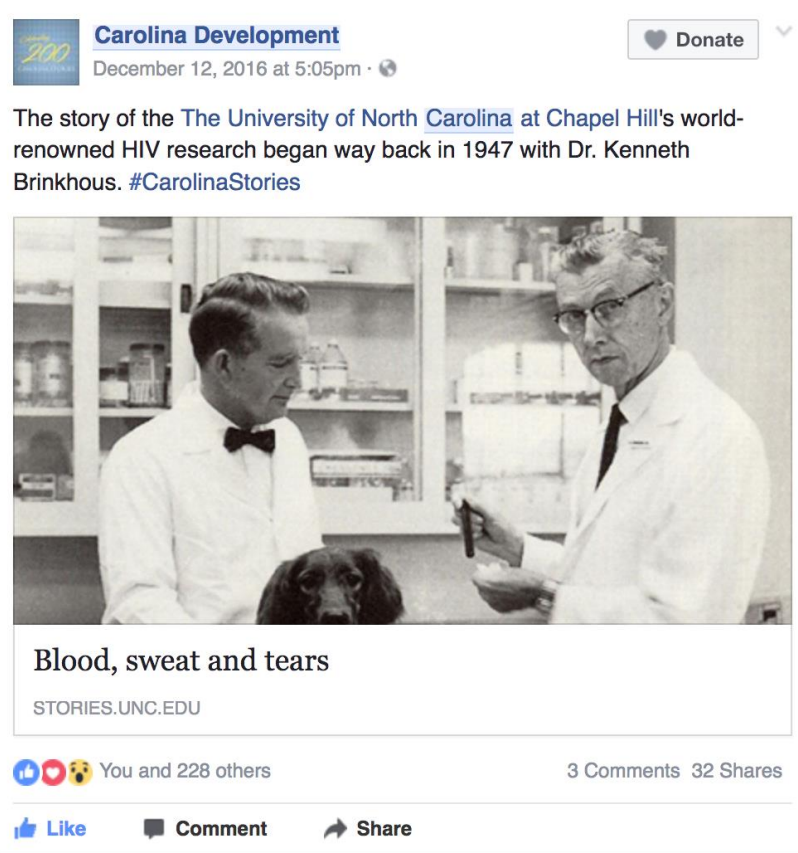 200
Carolina Development
December 12, 2016 at 5:05pm ·
Donate
The story of the The University of North Carolina at Chapel Hill's world-
renowned HIV research began way back in 1947 with Dr. Kenneth
Brinkhous. #CarolinaStories
Blood, sweat and tears
STORIES.UNC.EDU
You and 228 others
3 Comments 32 Shares
Like Comment Share